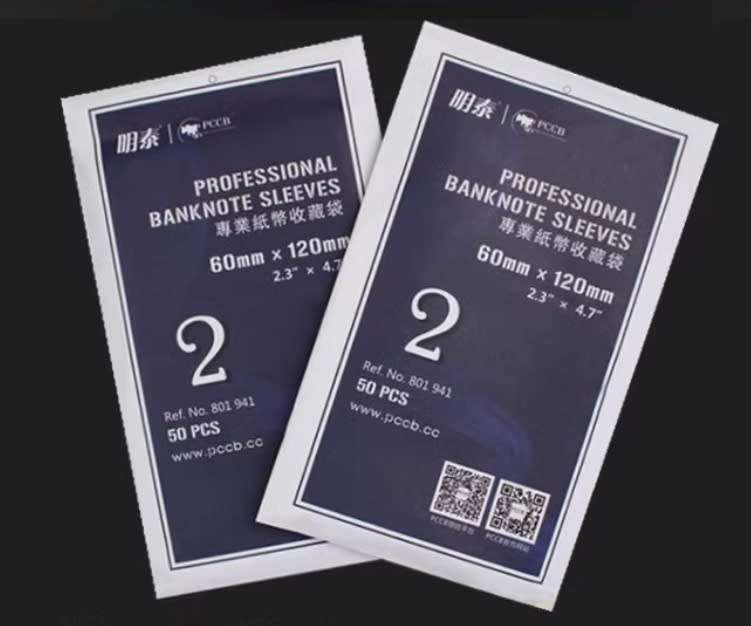 明泰 PCCB
PROFESSIONAL
BANKNOTE SLEEVES
專業紙幣收藏袋
60mm x 120mm
2.3" × 4.7
2
Ref. No. 801 941
50 PCS
www.pccb.cc
明泰 PCCB
PROFESSIONAL
BANKNOTE SLEEVES
專業紙幣收藏袋
60mm x 120mm
2.3" × 4.7"
2
Ref. No. 801 941
50 PCS
www.pccb.cc